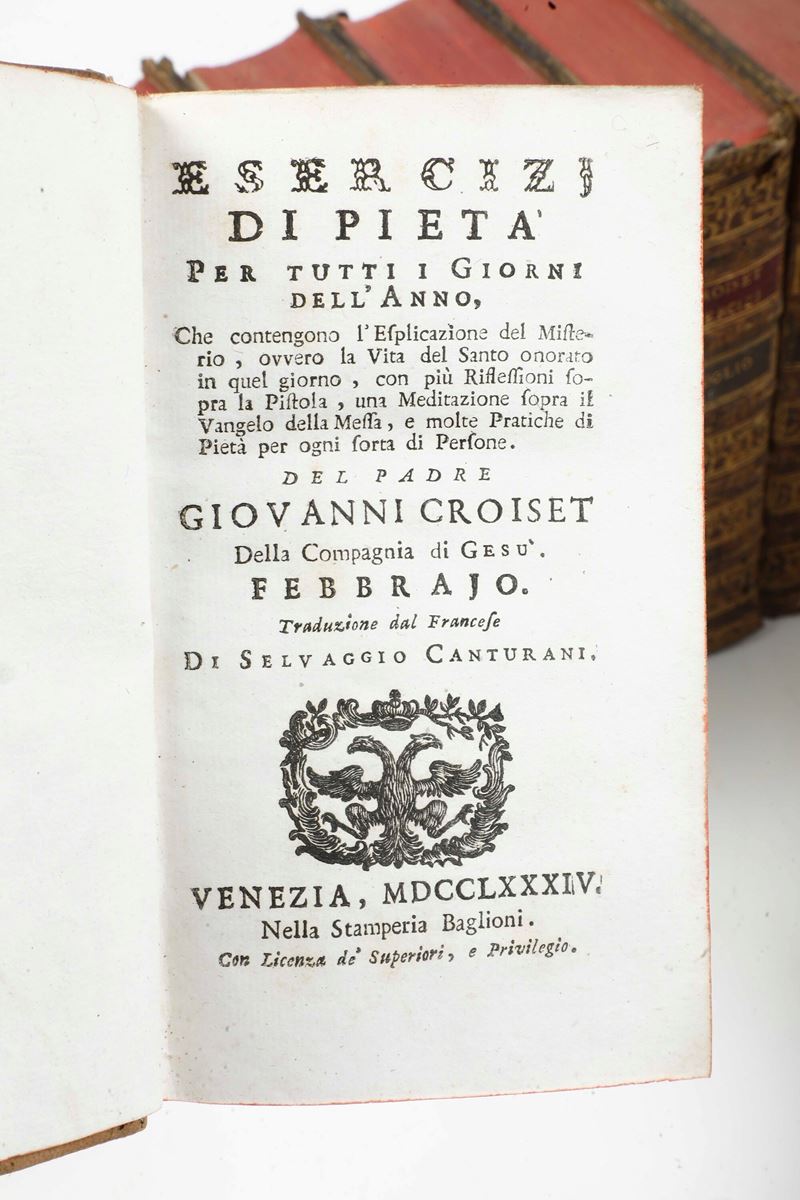 ESERCIZJ
DI PIETA'
PER TUTTI I GIORNI
DELL' ANNO,
Che contengono l'Eſplicazione del Miſte-
rio, ovvero la Vita del Santo onorato
in quel giorno, con più Rifleſſioni ſo-
pra la Piſtola, una Meditazione ſopra il
Vangelo della Meſſa, e molte Pratiche di
Pietà per ogni ſorta di Perſone.
DEL PADRE
GIOVANNI CROISET
Della Compagnia di GESU'.
FEBBRAJO.
Traduzione dal Franceſe
DI SELVAGGIO CANTURANI.
VENEZIA, MDCCLXXXIV.
Nella Stamperia Baglioni.
Con Licenza de' Superiori, e Privilegio.